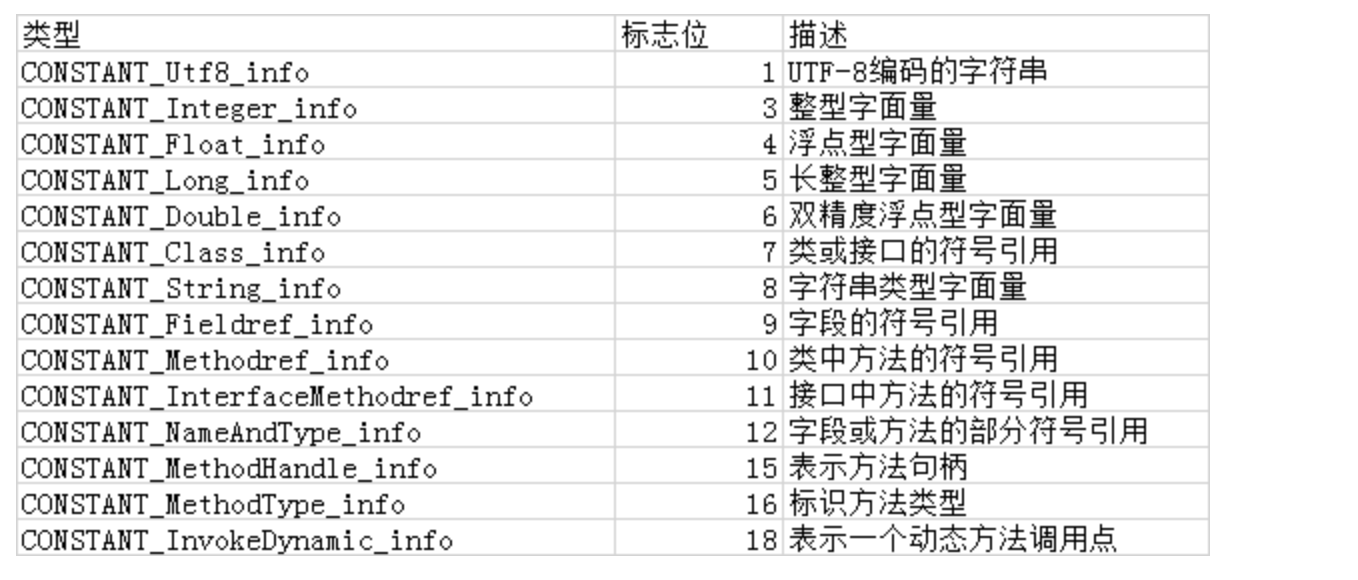 类型 标志位 描述
CONSTANT_Utf8_info 1 UTF-8编码的字符串
CONSTANT_Integer_info 3 整型字面量
CONSTANT_Float_info 4 浮点型字面量
CONSTANT_Long_info 5 长整型字面量
CONSTANT_Double_info 6 双精度浮点型字面量
CONSTANT_Class_info 7 类或接口的符号引用
CONSTANT_String_info 8 字符串类型字面量
CONSTANT_Fieldref_info 9 字段的符号引用
CONSTANT_Methodref_info 10 类中方法的符号引用
CONSTANT_InterfaceMethodref_info 11 接口中方法的符号引用
CONSTANT_NameAndType_info 12 字段或方法的部分符号引用
CONSTANT_MethodHandle_info 15 表示方法句柄
CONSTANT_MethodType_info 16 标识方法类型
CONSTANT_InvokeDynamic_info 18 表示一个动态方法调用点